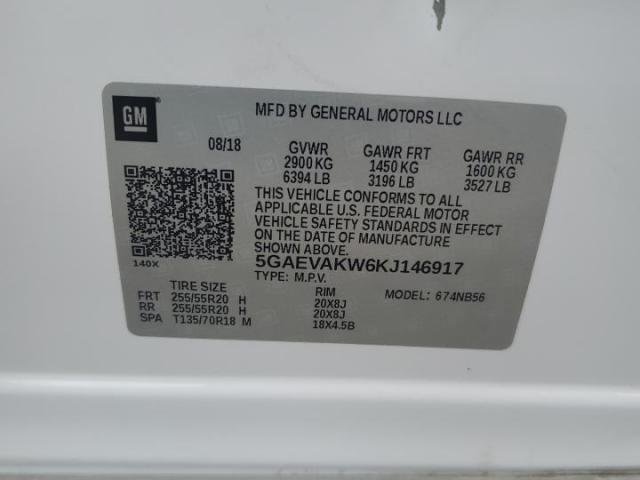 GM
MFD BY GENERAL MOTORS LLC
08/18 GVWR GAWR FRT GAWR RR
2900 KG 1450 KG 1600 KG
6394 LB 3196 LB 3527 LB
THIS VEHICLE CONFORMS TO ALL
APPLICABLE U.S. FEDERAL MOTOR
VEHICLE SAFETY STANDARDS IN
EFFECT ON THE DATE OF
MANUFACTURE SHOWN ABOVE.
140X
5GAEVAKW6KJ146917
TYPE: M.P.V. MODEL: 674NB56
TIRE SIZE RIM
FRT 255/55R20 H 20X8J
RR 255/55R20 H 20X8J
SPA T135/70R18 M 18X4.5B